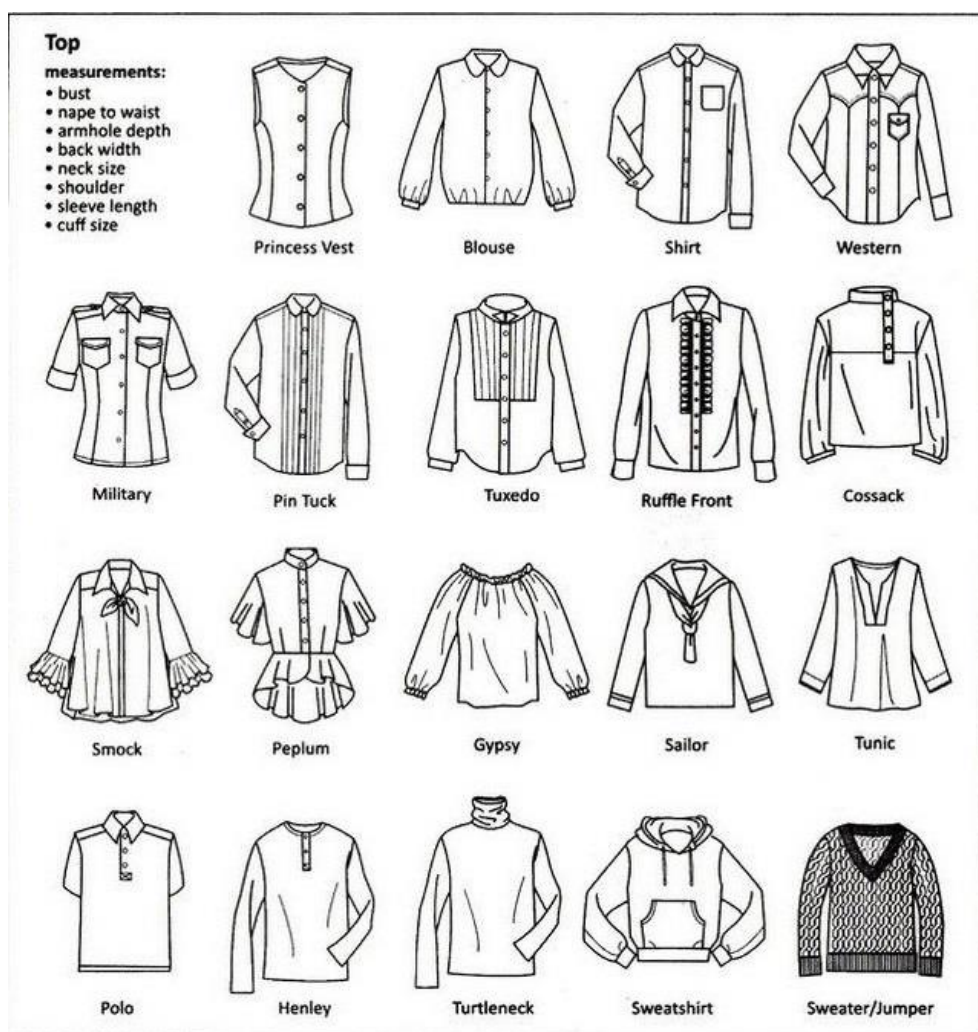 Top
measurements:
• bust
• nape to waist
• armhole depth
• back width
• neck size
• shoulder
• sleeve length
• cuff size
Princess Vest
Blouse
Shirt
Western
Military
Pin Tuck
Tuxedo
Ruffle Front
Cossack
Smock
Peplum
Gypsy
Sailor
Tunic
Polo
Henley
Turtleneck
Sweatshirt
Sweater/Jumper